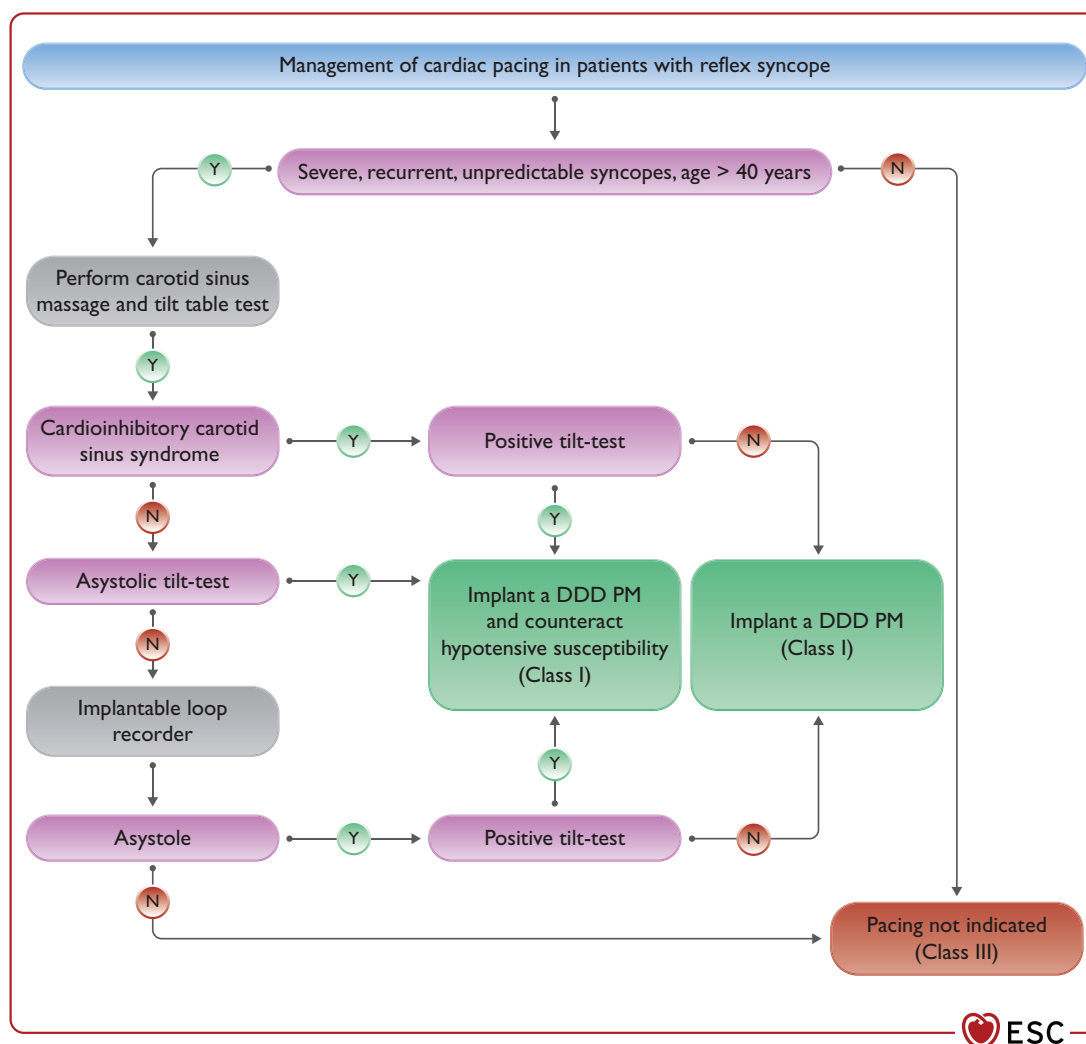 Management of cardiac pacing in patients with reflex syncope
Y
Severe, recurrent, unpredictable syncopes, age > 40 years
N
Perform carotid sinus
massage and tilt table test
Y
Cardioinhibitory carotid
sinus syndrome
Y
Positive tilt-test
N
N
Y
Asystolic tilt-test
Y
Implant a DDD PM
and counteract
hypotensive susceptibility
(Class I)
Implant a DDD PM
(Class I)
N
Implantable loop
recorder
Y
Asystole
Y
Positive tilt-test
N
N
Pacing not indicated
(Class III)
ESC